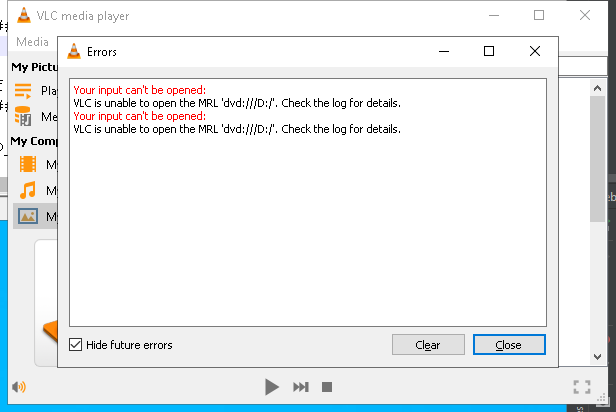 VLC media player
Media
Errors
My Pictu
Your input can't be opened:
VLC is unable to open the MRL 'dvd:///D:/'. Check the log for details.
Your input can't be opened:
VLC is unable to open the MRL 'dvd:///D:/'. Check the log for details.
Pla
Me
My Comp
My
My
My
Hide future errors
Clear
Close